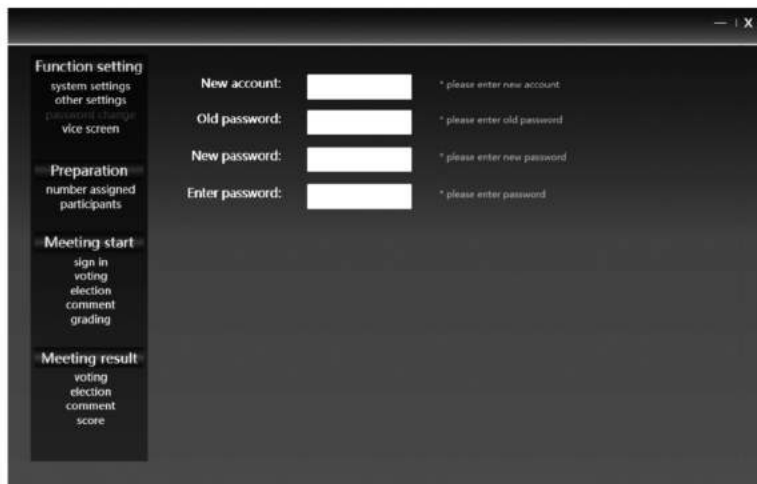 — | X
Function setting
system settings
other settings
password change
vice screen
Preparation
number assigned
participants
Meeting start
sign in
voting
election
comment
grading
Meeting result
voting
election
comment
score
New account: * please enter new account
Old password: * please enter old password
New password: * please enter new password
Enter password: * please enter password